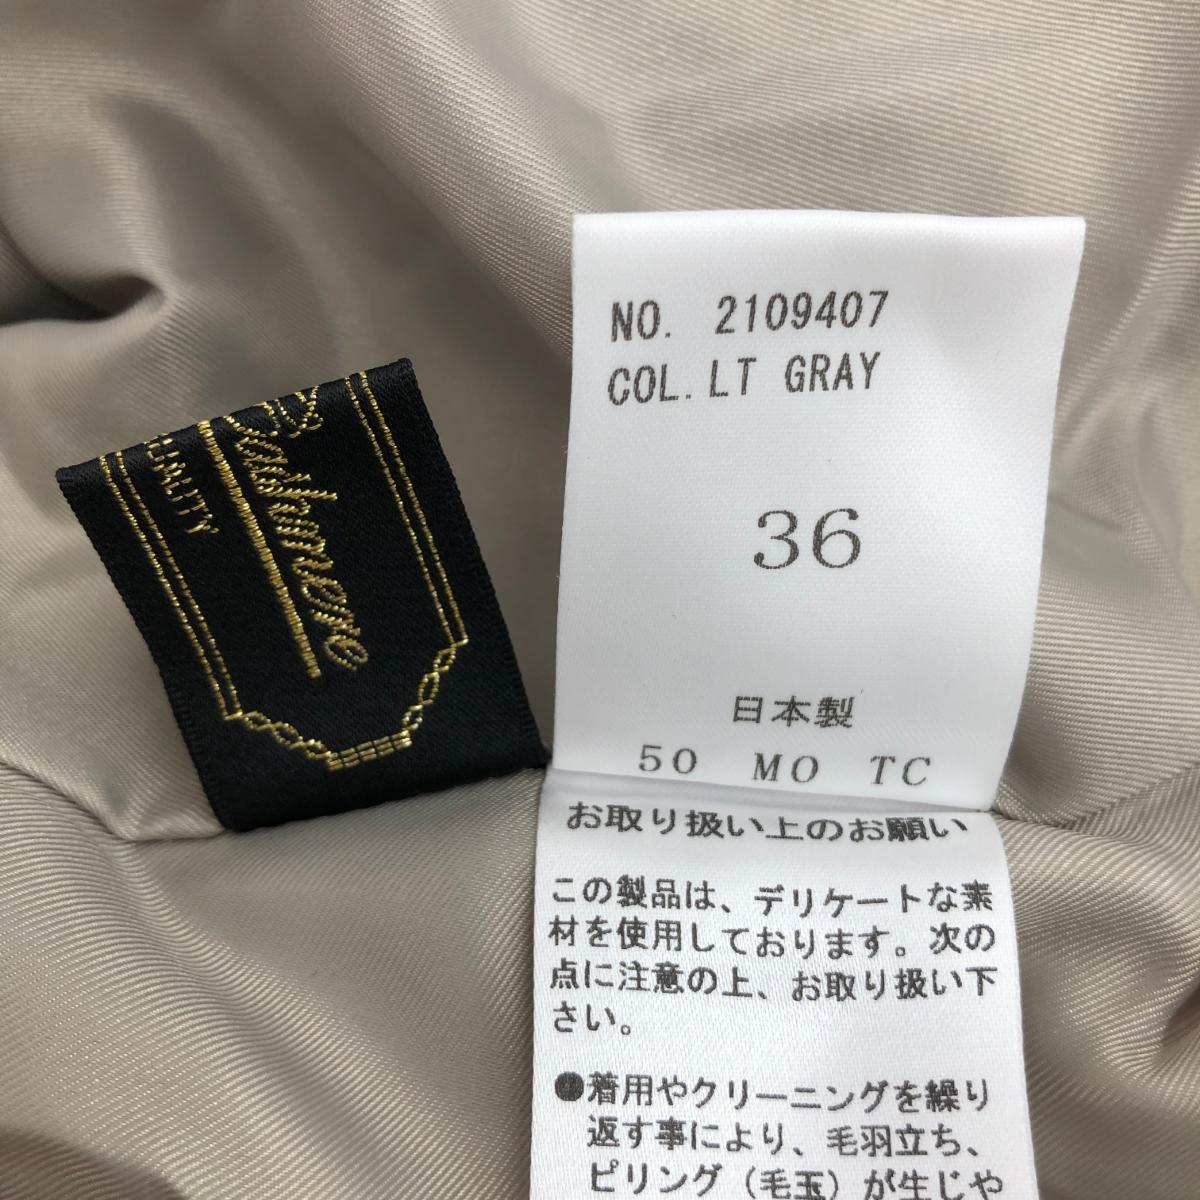 Cashmere
QUALITY
NO. 2109407
COL. LT GRAY
36
日本製
50 MO TC
お取り扱い上のお願い
この製品は、デリケートな素
材を使用しております。次の
点に注意の上、お取り扱い下
さい。
●着用やクリーニングを繰り
返す事により、毛羽立ち、
ピリング（毛玉）が生じや